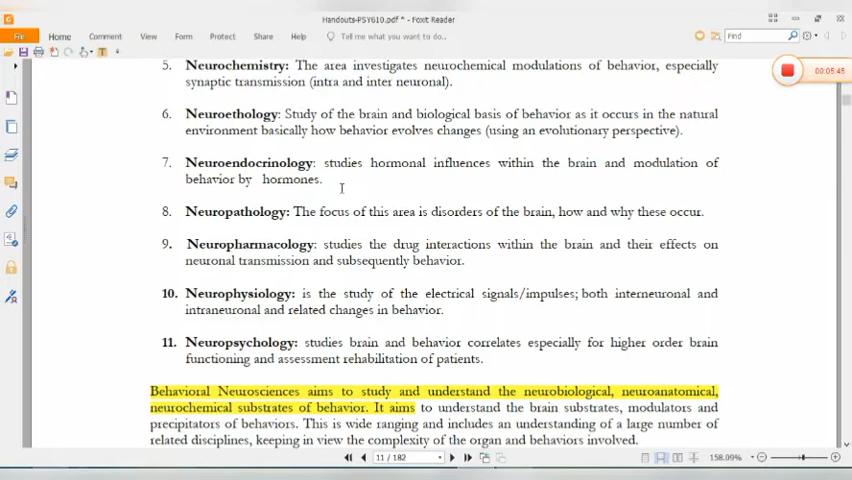 Handouts-PSY610.pdf * - Foxit Reader
File Home Comment View Form Protect Share Help Tell me what you want to do... Find
00:05:45
5. Neurochemistry: The area investigates neurochemical modulations of behavior, especially
synaptic transmission (intra and inter neuronal).
6. Neuroethology: Study of the brain and biological basis of behavior as it occurs in the natural
environment basically how behavior evolves changes (using an evolutionary perspective).
7. Neuroendocrinology: studies hormonal influences within the brain and modulation of
behavior by hormones.
8. Neuropathology: The focus of this area is disorders of the brain, how and why these occur.
9. Neuropharmacology: studies the drug interactions within the brain and their effects on
neuronal transmission and subsequently behavior.
10. Neurophysiology: is the study of the electrical signals/impulses; both interneuronal and
intraneuronal and related changes in behavior.
11. Neuropsychology: studies brain and behavior correlates especially for higher order brain
functioning and assessment rehabilitation of patients.
Behavioral Neurosciences aims to study and understand the neurobiological, neuroanatomical,
neurochemical substrates of behavior. It aims to understand the brain substrates, modulators and
precipitators of behaviors. This is wide ranging and includes an understanding of a large number of
related disciplines, keeping in view the complexity of the organ and behaviors involved.
11 / 182 158.09%